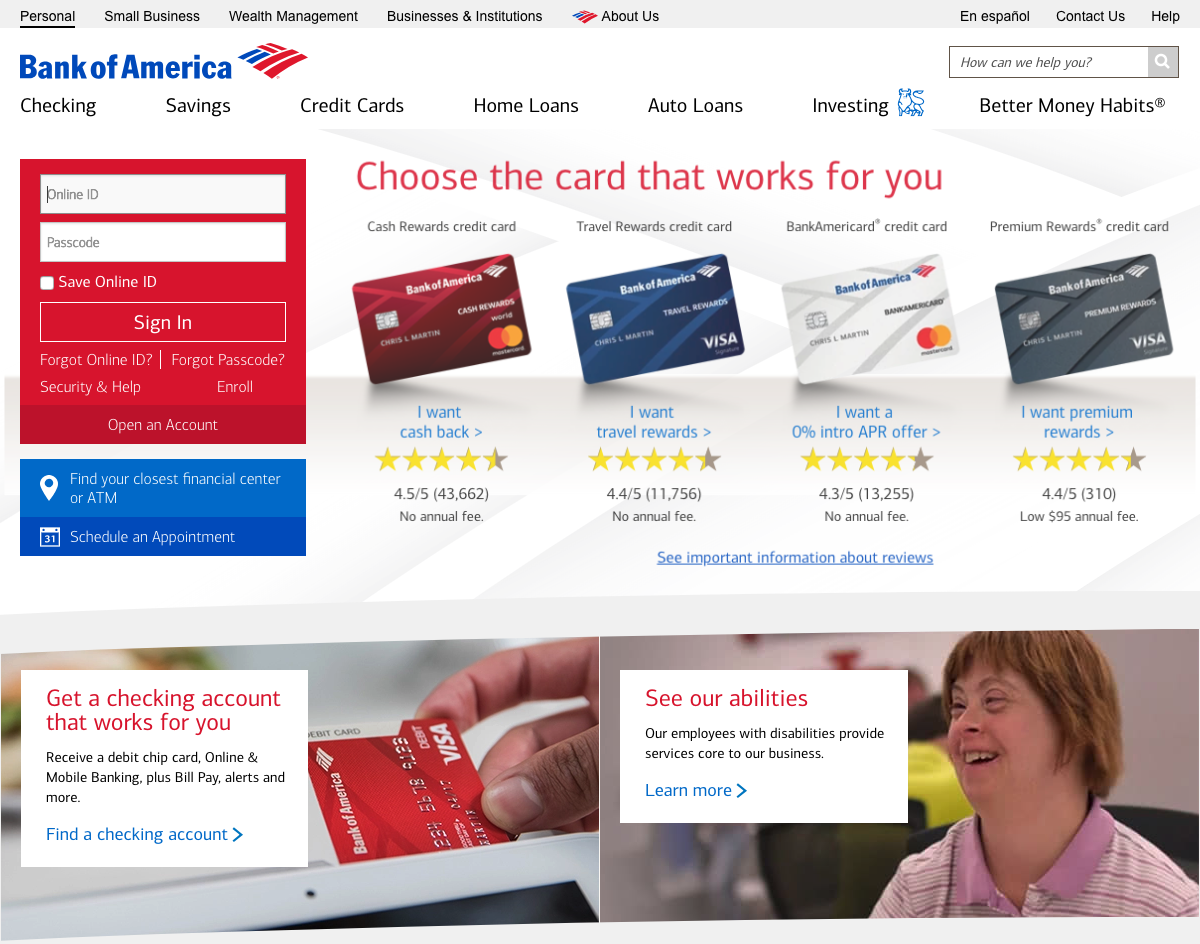 Personal Small Business Wealth Management Businesses & Institutions About Us En español Contact Us Help
Bank of America
How can we help you?
Checking Savings Credit Cards Home Loans Auto Loans Investing Better Money Habits®
Online ID
Passcode
Save Online ID
Sign In
Forgot Online ID? Forgot Passcode?
Security & Help Enroll
Open an Account
Find your closest financial center
or ATM
31 Schedule an Appointment
Choose the card that works for you
Cash Rewards credit card Travel Rewards credit card BankAmericard® credit card Premium Rewards® credit card
Bank of America
CASH REWARDS
world
CHRIS L MARTIN
mastercard
Bank of America
TRAVEL REWARDS
CHRIS L MARTIN
VISA
Signature
Bank of America
BANKAMERICARD
CHRIS L MARTIN
mastercard
Bank of America
PREMIUM REWARDS
CHRIS L MARTIN
VISA
Signature
I want I want I want a I want premium
cash back > travel rewards > 0% intro APR offer > rewards >
4.5/5 (43,662) 4.4/5 (11,756) 4.3/5 (13,255) 4.4/5 (310)
No annual fee. No annual fee. No annual fee. Low $95 annual fee.
See important information about reviews
Get a checking account
that works for you
Receive a debit chip card, Online &
Mobile Banking, plus Bill Pay, alerts and
more.
Find a checking account
DEBIT CARD
Bank of America
DEBIT
VISA
See our abilities
Our employees with disabilities provide
services core to our business.
Learn more